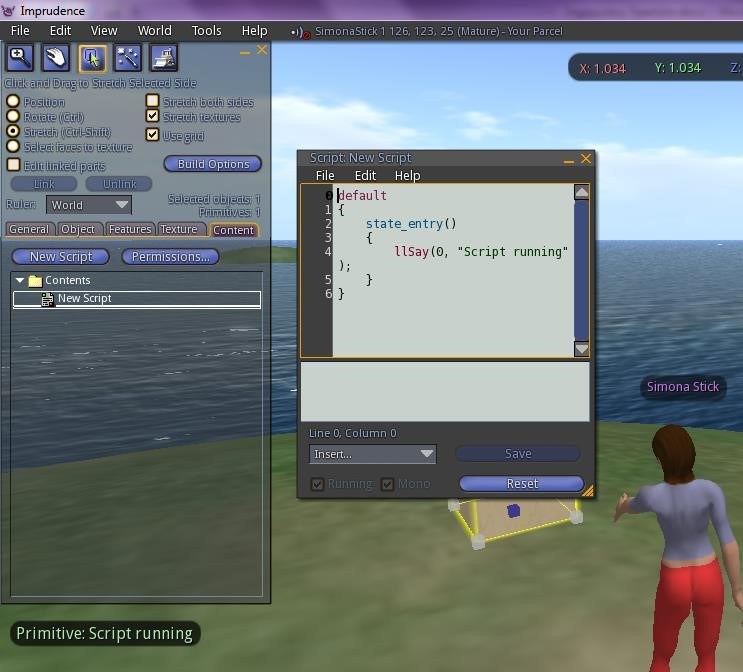 Imprudence
File Edit View World Tools Help SimonaStick 1 126, 123, 25 (Mature) - Your Parcel
X: 1.034 Y: 1.034 Z:
Click and Drag to Stretch Selected Side
Position
Rotate (Ctrl)
Stretch (Ctrl-Shift)
Select faces to texture
Edit linked parts
Stretch both sides
Stretch textures
Use grid
Build Options
Link Unlink
Selected objects: 1
Ruler: World
Primitives: 1
General Object Features Texture Content
New Script Permissions...
Contents
New Script
Script: New Script
File Edit Help
0 default
1 {
2 state_entry()
3 {
4 llSay(0, "Script running"
);
5 }
6 }
Line 0, Column 0
Insert... Save
Running Mono Reset
Simona Stick
Primitive: Script running